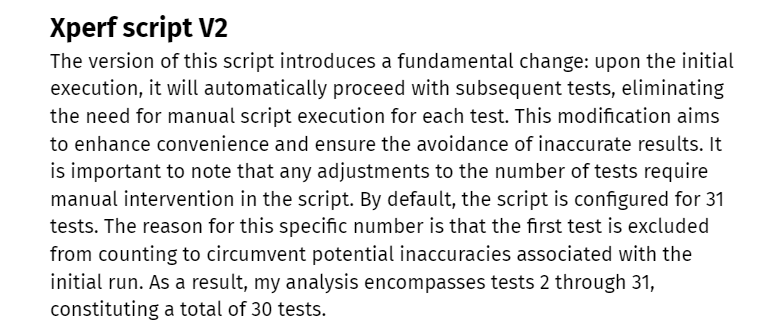 Xperf script V2
The version of this script introduces a fundamental change: upon the initial
execution, it will automatically proceed with subsequent tests, eliminating
the need for manual script execution for each test. This modification aims
to enhance convenience and ensure the avoidance of inaccurate results. It
is important to note that any adjustments to the number of tests require
manual intervention in the script. By default, the script is configured for 31
tests. The reason for this specific number is that the first test is excluded
from counting to circumvent potential inaccuracies associated with the
initial run. As a result, my analysis encompasses tests 2 through 31,
constituting a total of 30 tests.